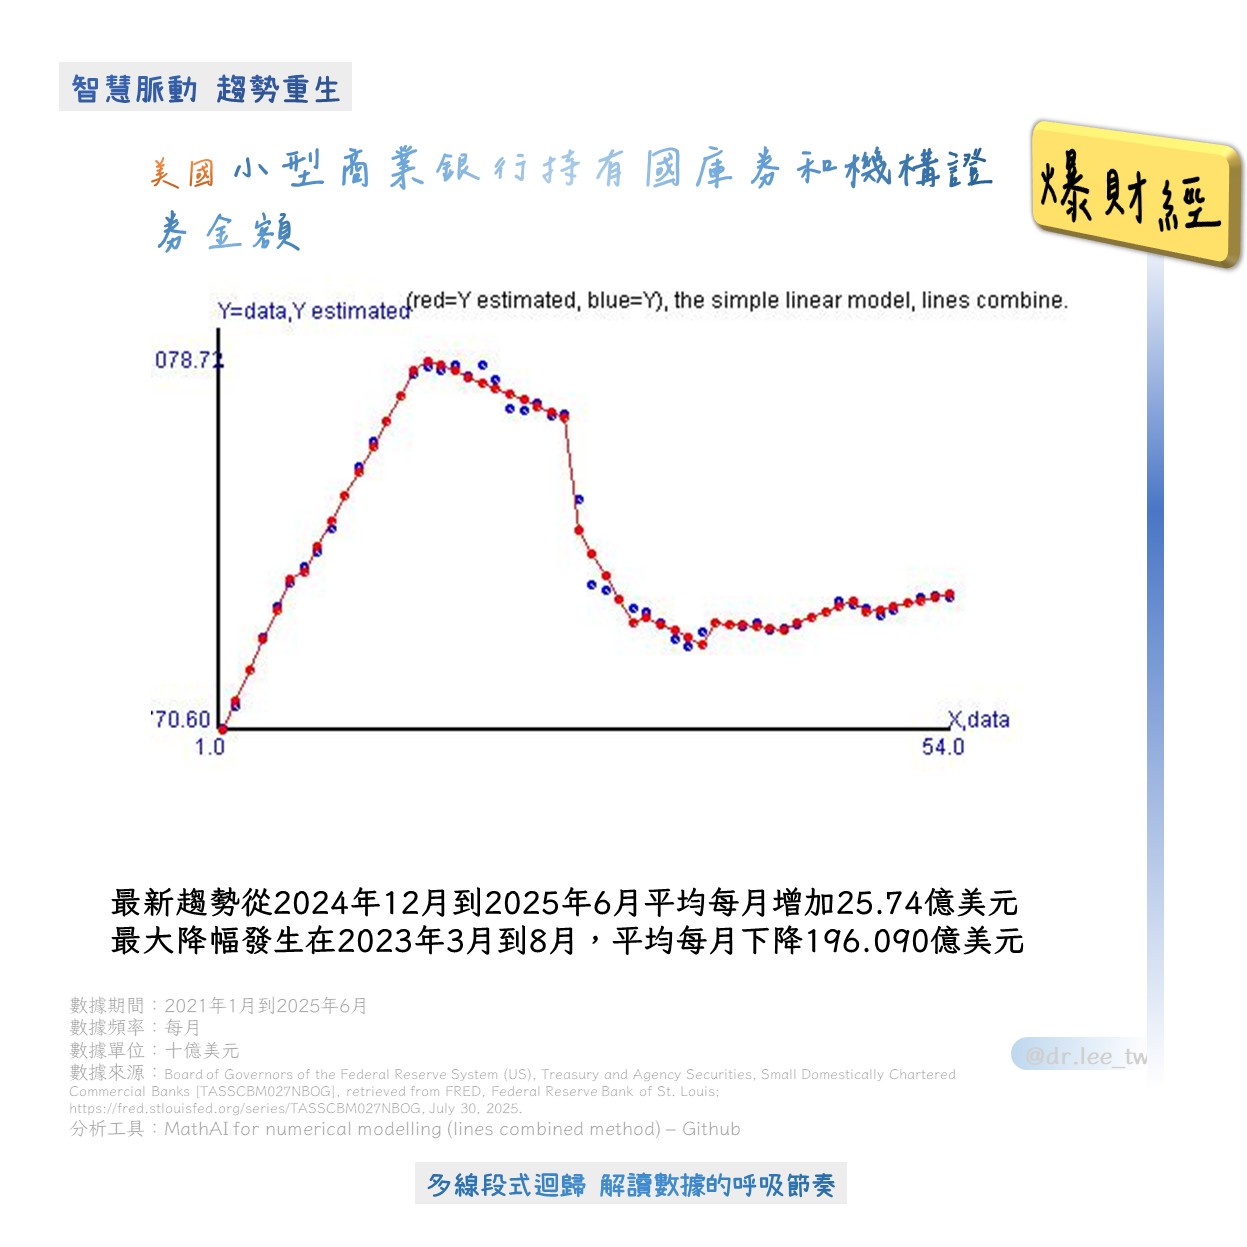 智慧脈動 趨勢重生
美國小型商業銀行持有國庫券和機構證
券金額
爆財經
(red=Y estimated, blue=Y), the simple linear model, lines combine.
Y=data,Y estimated
078.72
70.60
X,data
1.0
54.0
最新趨勢從2024年12月到2025年6月平均每月增加25.74億美元
最大降幅發生在2023年3月到8月，平均每月下降196.090億美元
數據期間：2021年1月到2025年6月
數據頻率：每月
數據單位：十億美元
@dr.lee_tw
數據來源：Board of Governors of the Federal Reserve System (US), Treasury and Agency Securities, Small Domestically Chartered
Commercial Banks [TASSCBM027NBOG], retrieved from FRED, Federal Reserve Bank of St. Louis;
https://fred.stlouisfed.org/series/TASSCBM027NBOG, July 30, 2025.
分析工具：MathAI for numerical modelling (lines combined method) – Github
多線段式迴歸 解讀數據的呼吸節奏